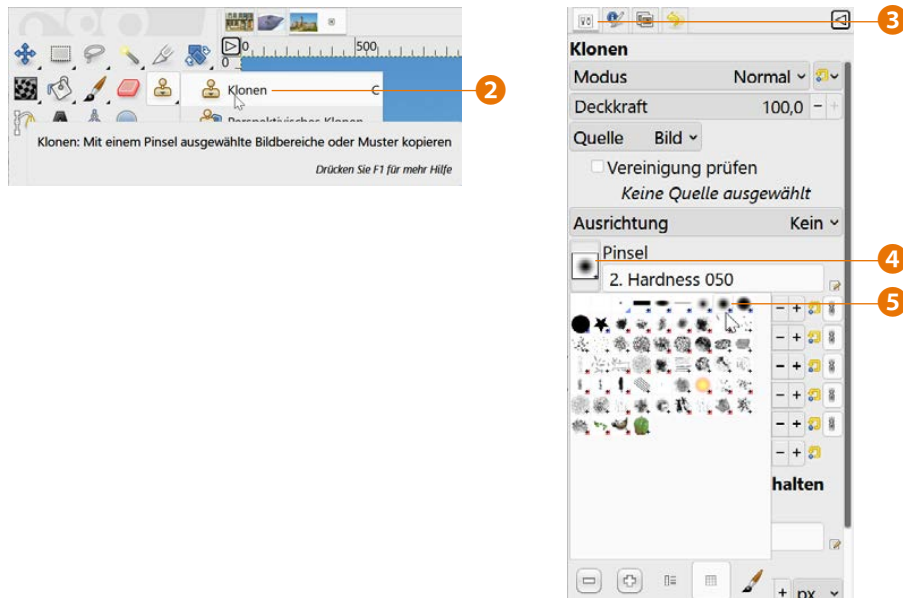 0
500
0
Klonen
C
2
Perspektivisches Klonen
Klonen: Mit einem Pinsel ausgewählte Bildbereiche oder Muster kopieren
Drücken Sie F1 für mehr Hilfe
3
Klonen
Modus Normal
Deckkraft 100,0 - +
Quelle Bild
Vereinigung prüfen
Keine Quelle ausgewählt
Ausrichtung Kein
Pinsel
4
2. Hardness 050
5
- +
- +
- +
- +
- +
- +
halten
+ px